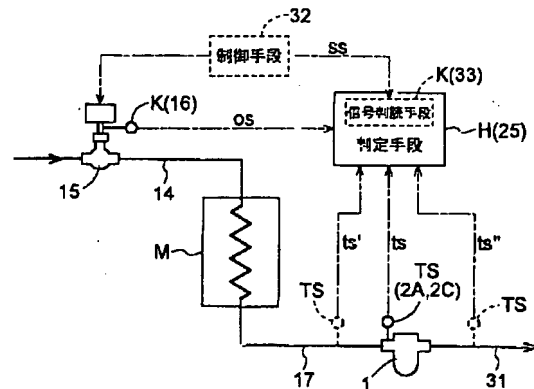 32
制御手段
SS
K(33)
信号判読手段
判定手段
H(25)
K(16)
OS
15
14
M
ts'
ts
ts"
TS
TS
(2A,2C)
TS
17
1
31